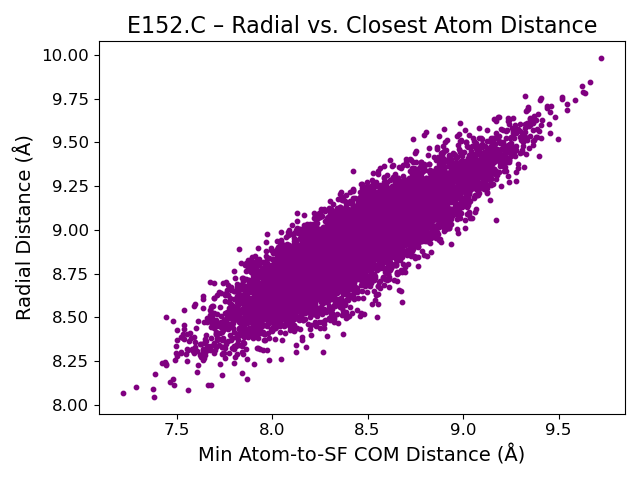 E152.C – Radial vs. Closest Atom Distance
Radial Distance (Å)
10.00
9.75
9.50
9.25
9.00
8.75
8.50
8.25
8.00
7.5 8.0 8.5 9.0 9.5
Min Atom-to-SF COM Distance (Å)